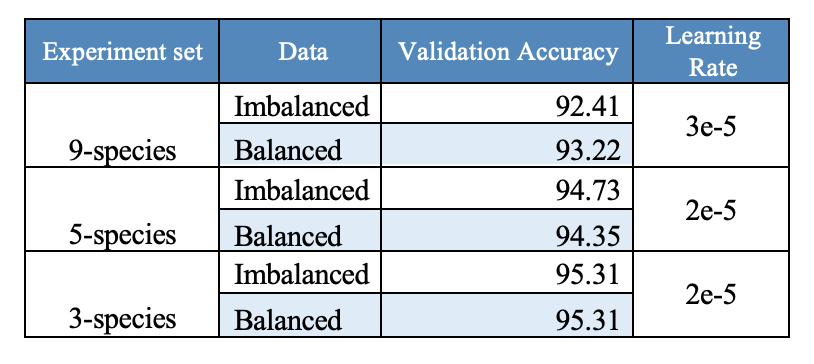 Experiment set Data Validation Accuracy Learning Rate
Imbalanced 92.41
3e-5
9-species Balanced 93.22
Imbalanced 94.73
2e-5
5-species Balanced 94.35
Imbalanced 95.31
2e-5
3-species Balanced 95.31